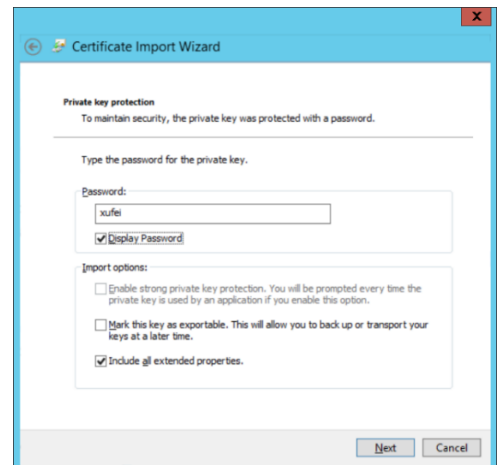 x
Certificate Import Wizard
Private key protection
To maintain security, the private key was protected with a password.
Type the password for the private key.
Password:
xufei
Display Password
Import options:
Enable strong private key protection. You will be prompted every time the
private key is used by an application if you enable this option.
Mark this key as exportable. This will allow you to back up or transport your
keys at a later time.
Include all extended properties.
Next Cancel